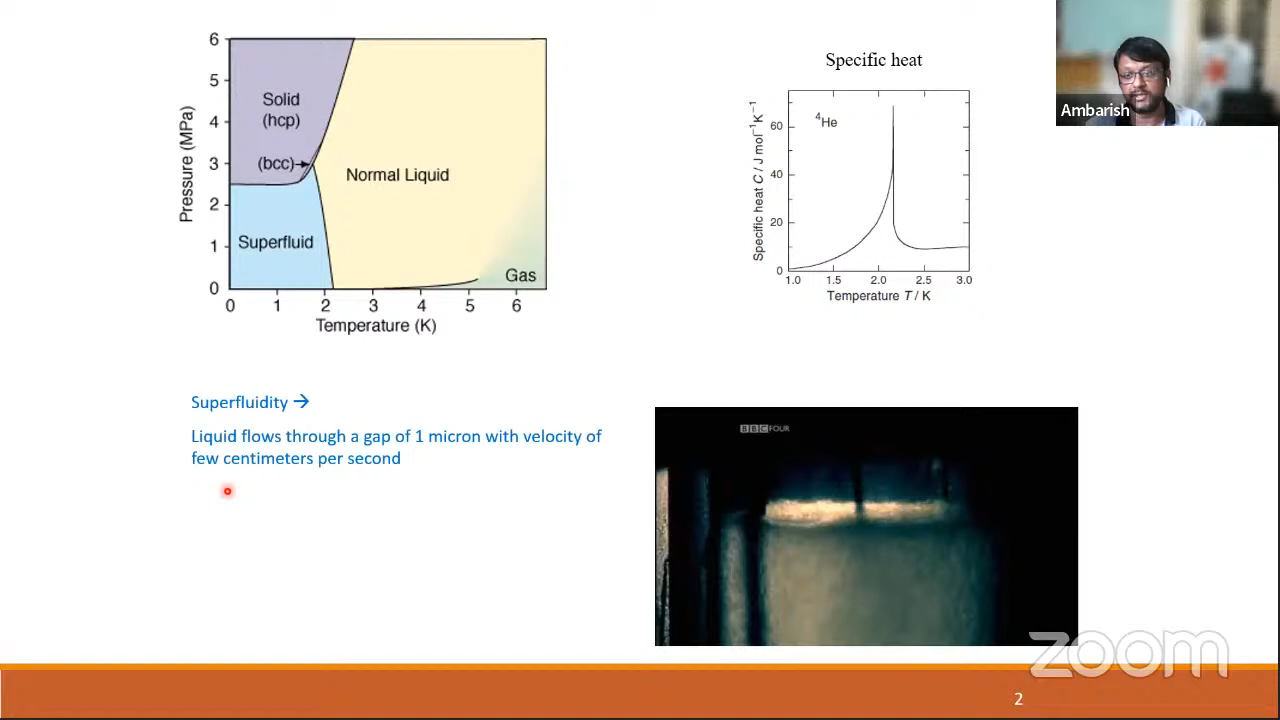 6
5
4
3
2
1
0
Pressure (MPa)
Solid
(hcp)
(bcc)
Normal Liquid
Superfluid
Gas
0 1 2 3 4 5 6
Temperature (K)
Specific heat
60
40
20
0
Specific heat C / J mol⁻¹K⁻¹
⁴He
1.0 1.5 2.0 2.5 3.0
Temperature T / K
Ambarish
Superfluidity →
Liquid flows through a gap of 1 micron with velocity of
few centimeters per second
BBC FOUR
zoom
2